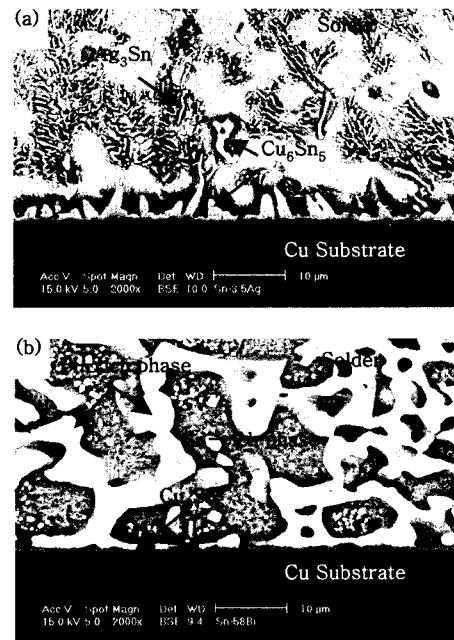 (a)
Solder
Ag₃Sn
Cu₆Sn₅
Cu Substrate
Acc V Spot Magn Det WD 10 μm
15.0 kV 5.0 2000x BSE 10.0 Sn-3.5Ag
(b)
phase
Solder
Cu Substrate
Acc V Spot Magn Det WD 10 μm
15.0 kV 5.0 2000x BSE 9.4 Sn-58Bi